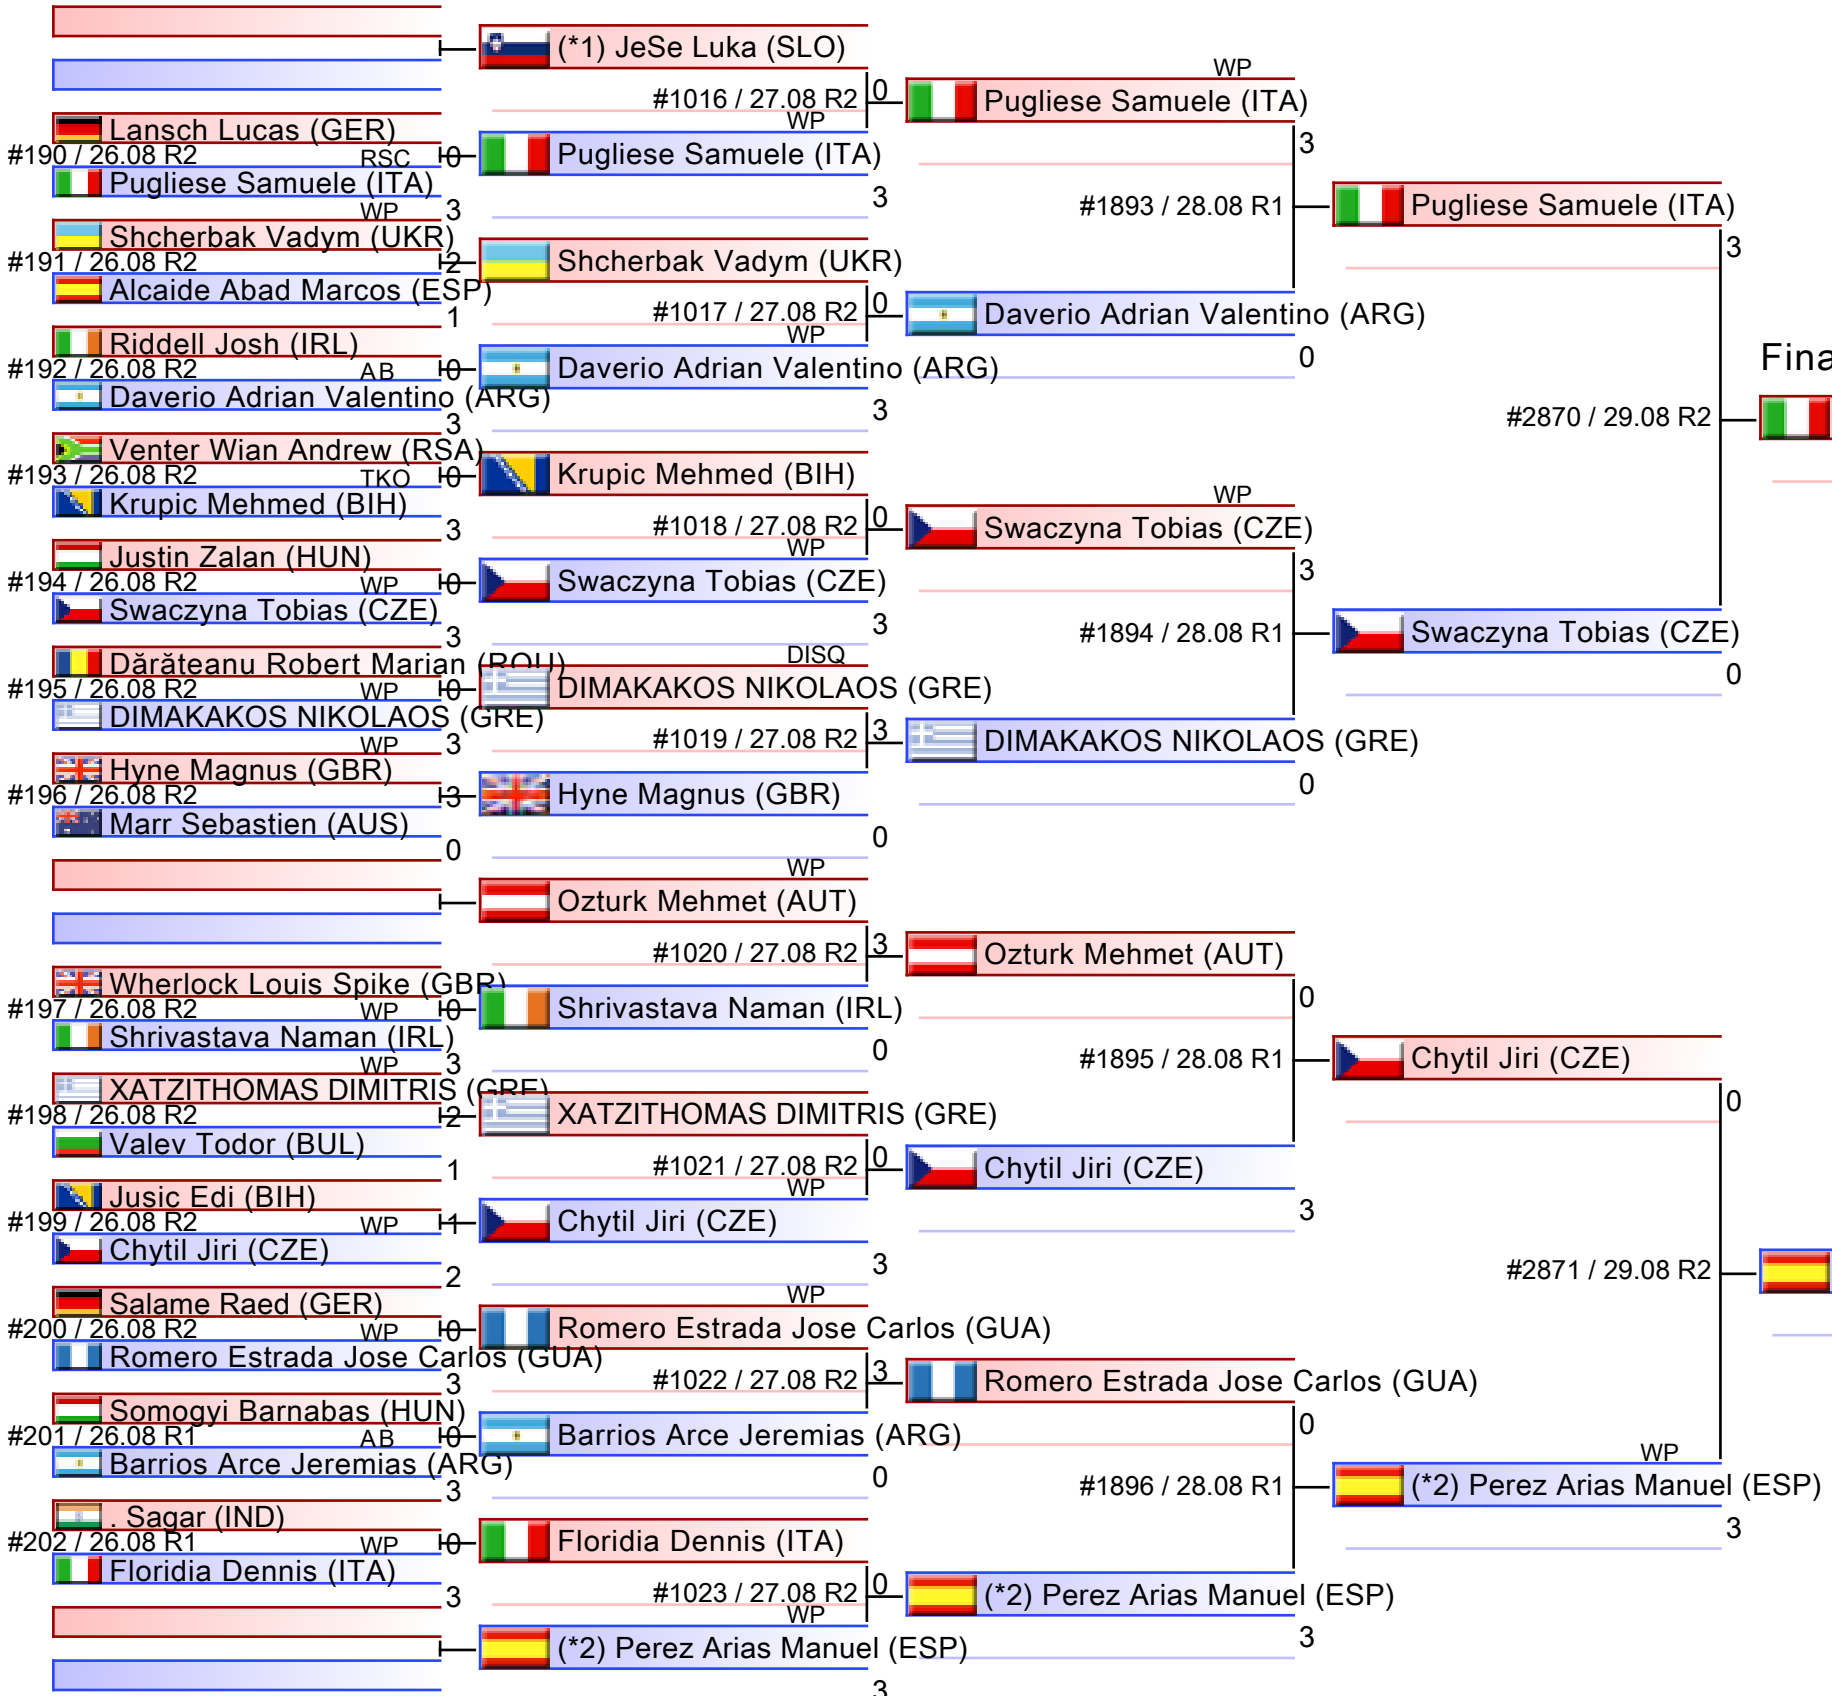 (*1) JeSe Luka (SLO)
#1016 / 27.08 R2
0
WP
Pugliese Samuele (ITA)
3
Lansch Lucas (GER)
#190 / 26.08 R2
RSC
0
Pugliese Samuele (ITA)
3
WP
Shcherbak Vadym (UKR)
#191 / 26.08 R2
2
Alcaide Abad Marcos (ESP)
1
Riddell Josh (IRL)
#192 / 26.08 R2
AB
0
Daverio Adrian Valentino (ARG)
3
Venter Wian Andrew (RSA)
#193 / 26.08 R2
TKO
0
Krupic Mehmed (BIH)
3
Justin Zalan (HUN)
#194 / 26.08 R2
WP
0
Swaczyna Tobias (CZE)
3
Dărăteanu Robert Marian (ROU)
#195 / 26.08 R2
WP
0
DIMAKAKOS NIKOLAOS (GRE)
3
WP
Hyne Magnus (GBR)
#196 / 26.08 R2
3
Marr Sebastien (AUS)
0
Wherlock Louis Spike (GBR)
#197 / 26.08 R2
WP
0
Shrivastava Naman (IRL)
3
WP
XATZITHOMAS DIMITRIS (GRE)
#198 / 26.08 R2
2
Valev Todor (BUL)
1
Jusic Edi (BIH)
#199 / 26.08 R2
WP
1
Chytil Jiri (CZE)
2
Salame Raed (GER)
#200 / 26.08 R2
WP
0
Romero Estrada Jose Carlos (GUA)
3
Somogyi Barnabas (HUN)
#201 / 26.08 R1
AB
0
Barrios Arce Jeremias (ARG)
3
. Sagar (IND)
#202 / 26.08 R1
WP
0
Floridia Dennis (ITA)
3
Shcherbak Vadym (UKR)
#1017 / 27.08 R2
0
WP
Daverio Adrian Valentino (ARG)
3
Krupic Mehmed (BIH)
#1018 / 27.08 R2
0
WP
Swaczyna Tobias (CZE)
3
DISQ
DIMAKAKOS NIKOLAOS (GRE)
#1019 / 27.08 R2
3
Hyne Magnus (GBR)
0
WP
Ozturk Mehmet (AUT)
#1020 / 27.08 R2
3
Shrivastava Naman (IRL)
0
XATZITHOMAS DIMITRIS (GRE)
#1021 / 27.08 R2
0
WP
Chytil Jiri (CZE)
3
WP
Romero Estrada Jose Carlos (GUA)
#1022 / 27.08 R2
3
Barrios Arce Jeremias (ARG)
0
Floridia Dennis (ITA)
#1023 / 27.08 R2
0
WP
(*2) Perez Arias Manuel (ESP)
3
WP
Pugliese Samuele (ITA)
3
#1893 / 28.08 R1
Daverio Adrian Valentino (ARG)
0
WP
Swaczyna Tobias (CZE)
3
#1894 / 28.08 R1
DIMAKAKOS NIKOLAOS (GRE)
0
Ozturk Mehmet (AUT)
0
#1895 / 28.08 R1
Chytil Jiri (CZE)
3
Romero Estrada Jose Carlos (GUA)
0
#1896 / 28.08 R1
(*2) Perez Arias Manuel (ESP)
3
Pugliese Samuele (ITA)
3
#2870 / 29.08 R2
Swaczyna Tobias (CZE)
0
Chytil Jiri (CZE)
0
#2871 / 29.08 R2
WP
(*2) Perez Arias Manuel (ESP)
3
Fina